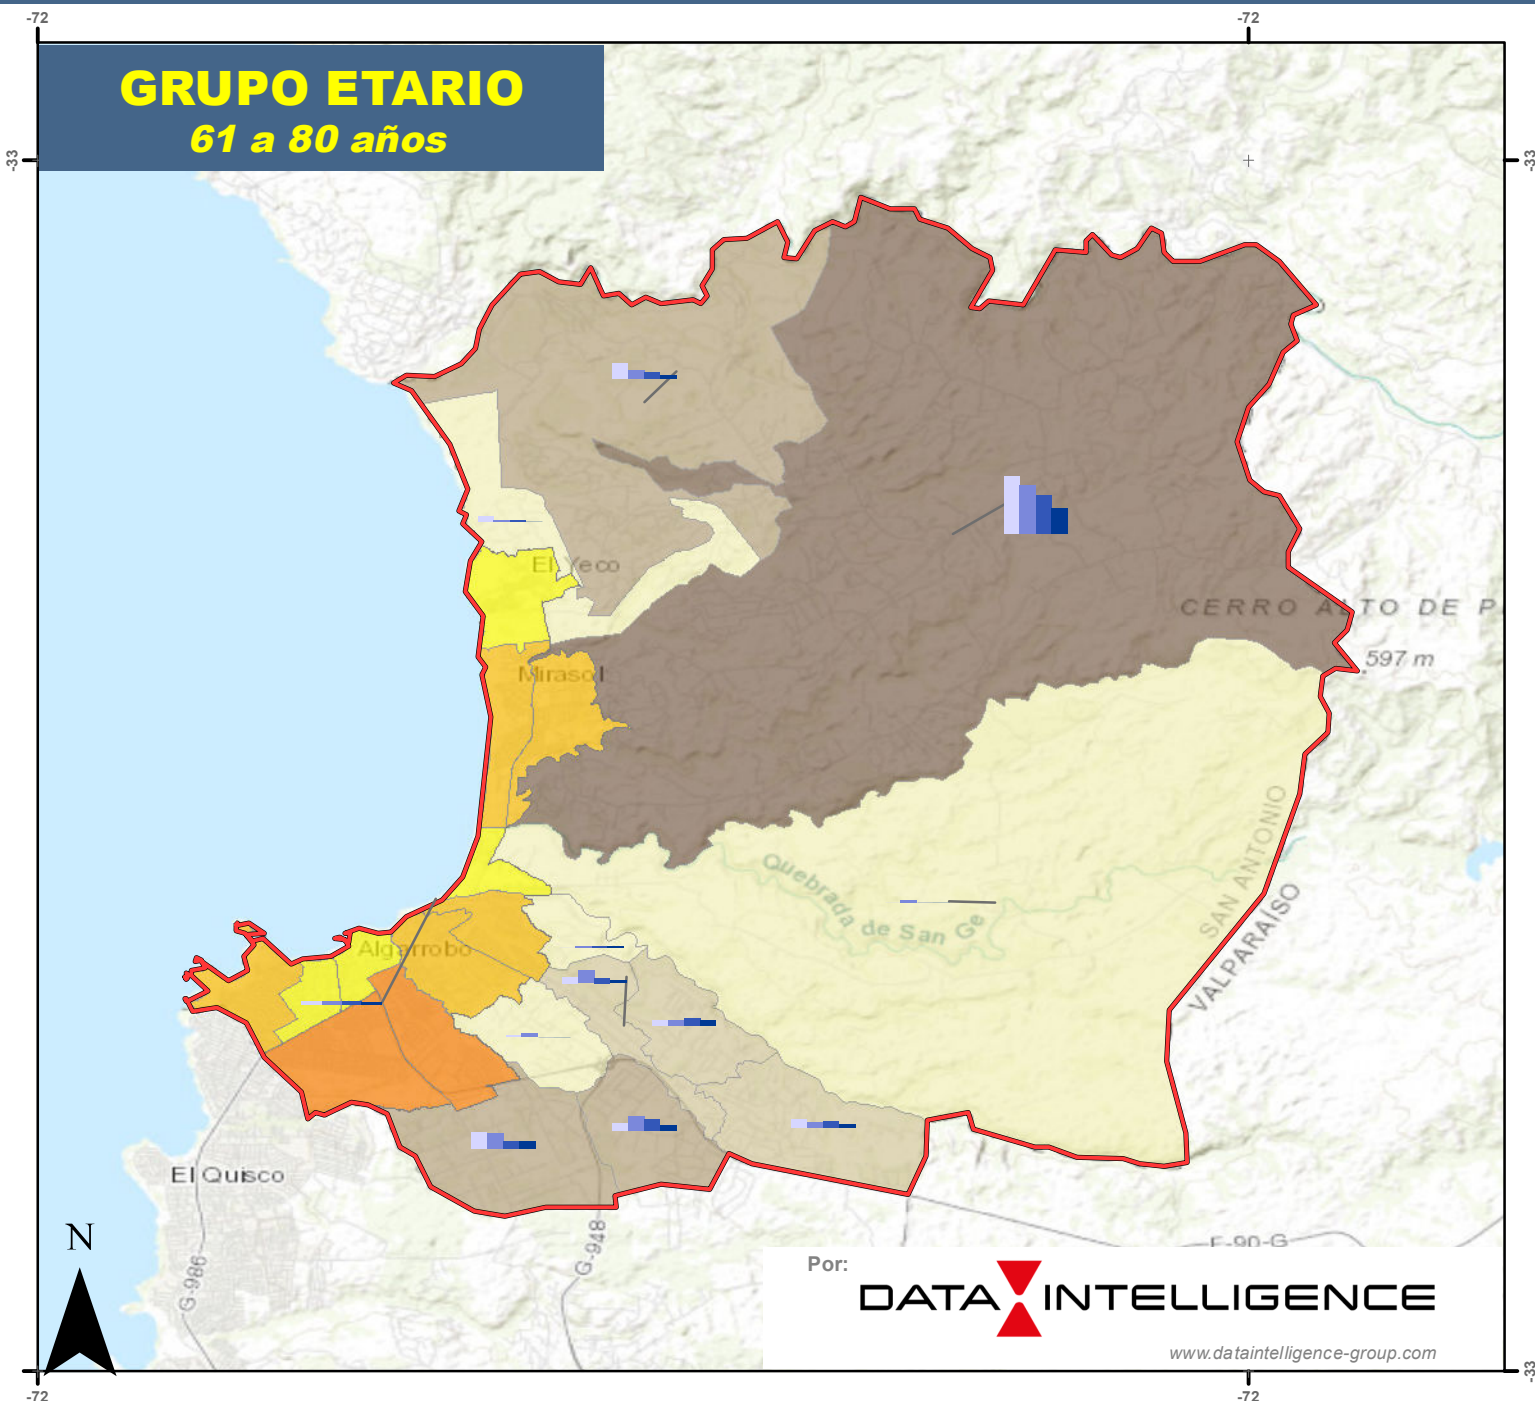 -72
-72
GRUPO ETARIO
61 a 80 años
-33
-33
El Yeco
CERRO ALTO DE P
Mirasol
597 m
Quebrada de San Ge
SAN ANTONIO
VALPARAÍSO
Algarrobo
El Quisco
N
G-986
G-948
F-90-G
Por:
DATA INTELLIGENCE
www.dataintelligence-group.com
-33
-72
-72